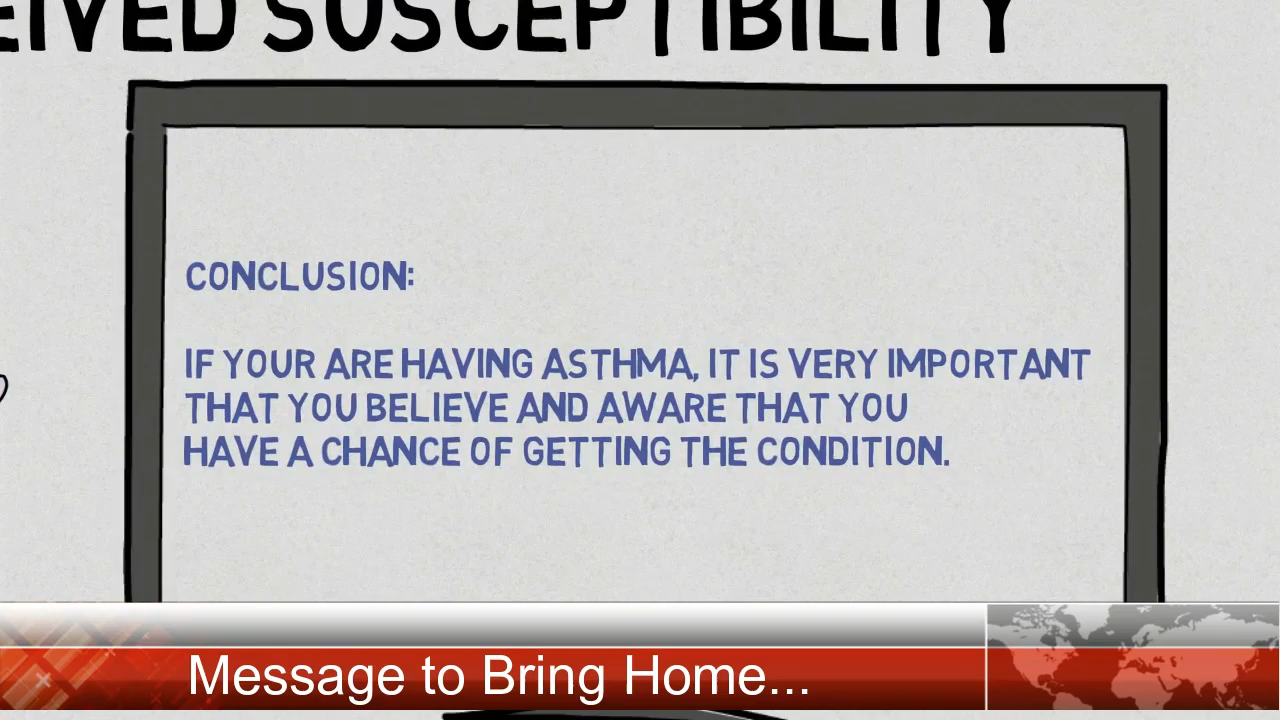 EIVED SUSCEPTIBILITY
CONCLUSION:
IF YOUR ARE HAVING ASTHMA, IT IS VERY IMPORTANT
THAT YOU BELIEVE AND AWARE THAT YOU
HAVE A CHANCE OF GETTING THE CONDITION.
Message to Bring Home...